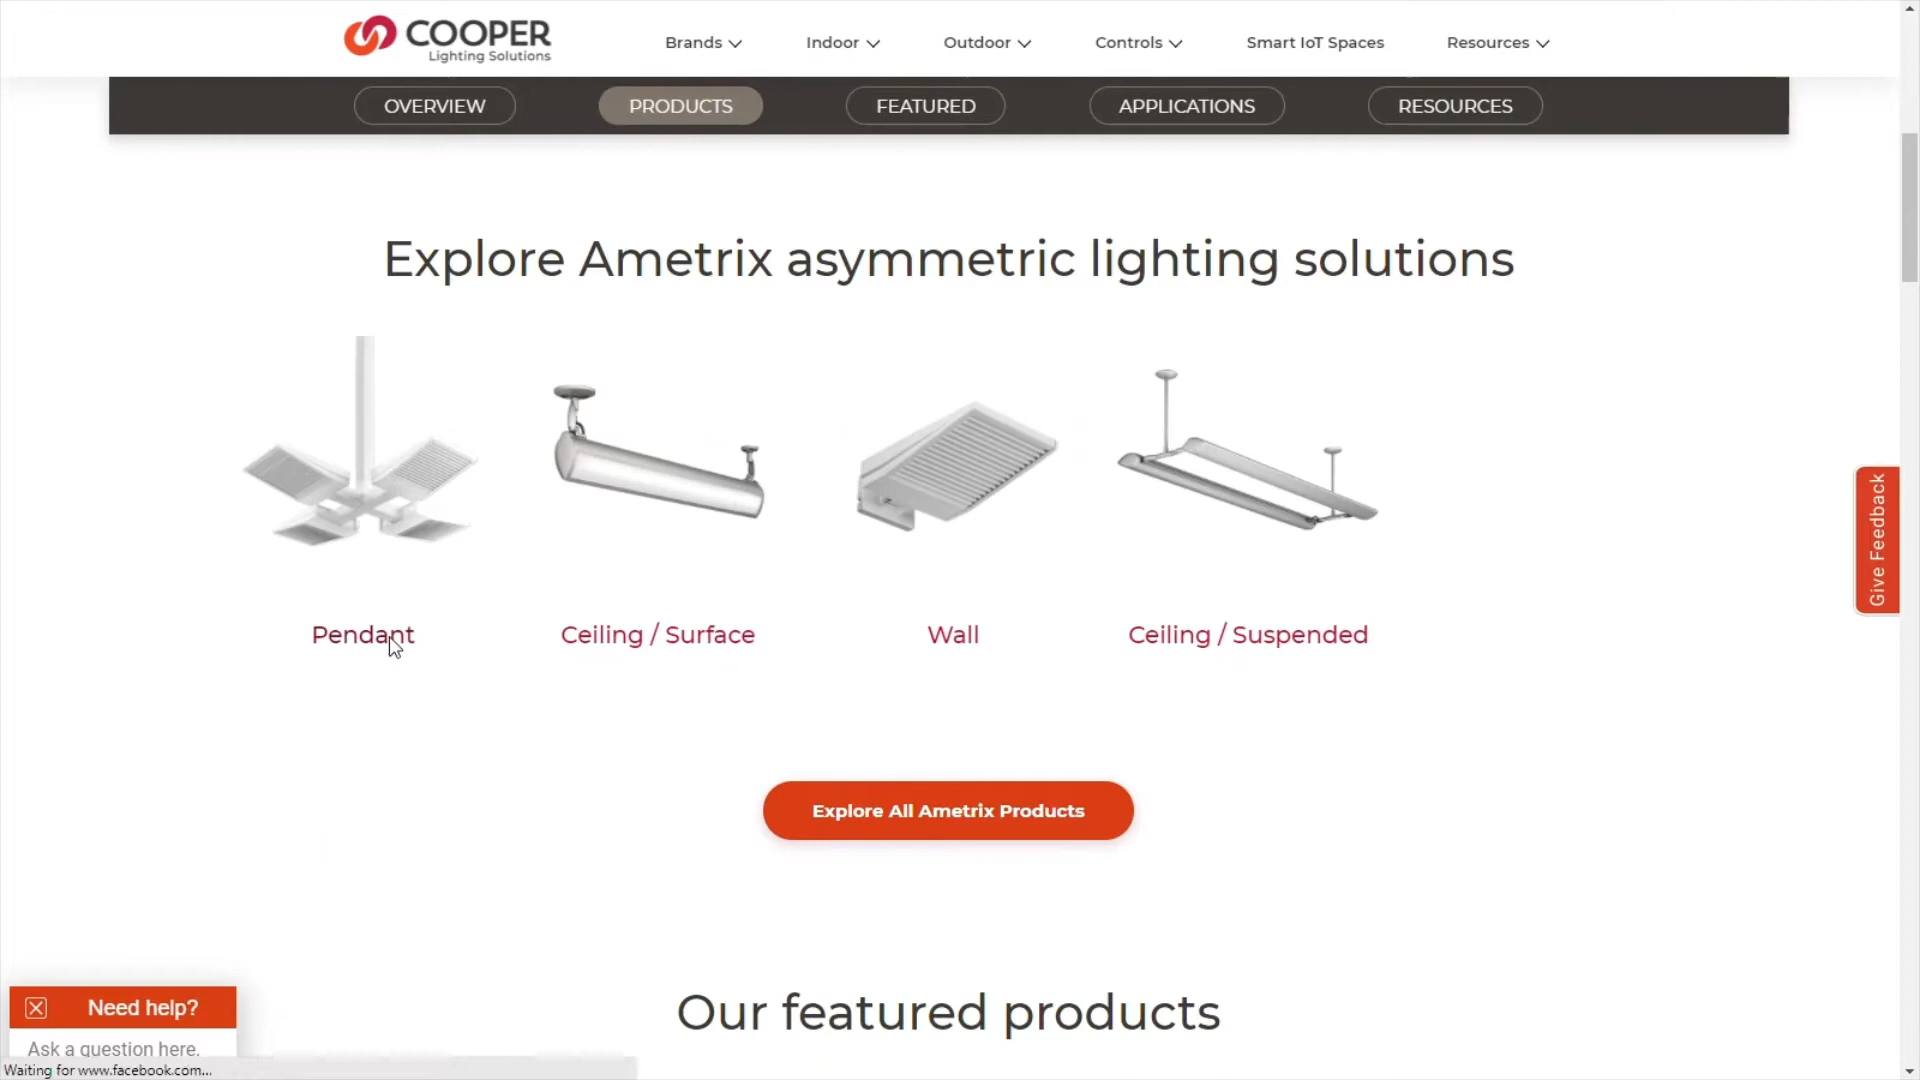 COOPER
Lighting Solutions
Brands
Indoor
Outdoor
Controls
Smart IoT Spaces
Resources
OVERVIEW
PRODUCTS
FEATURED
APPLICATIONS
RESOURCES
Explore Ametrix asymmetric lighting solutions
Pendant
Ceiling / Surface
Wall
Ceiling / Suspended
Give Feedback
Explore All Ametrix Products
Our featured products
Need help?
Ask a question here.
Waiting for www.facebook.com...